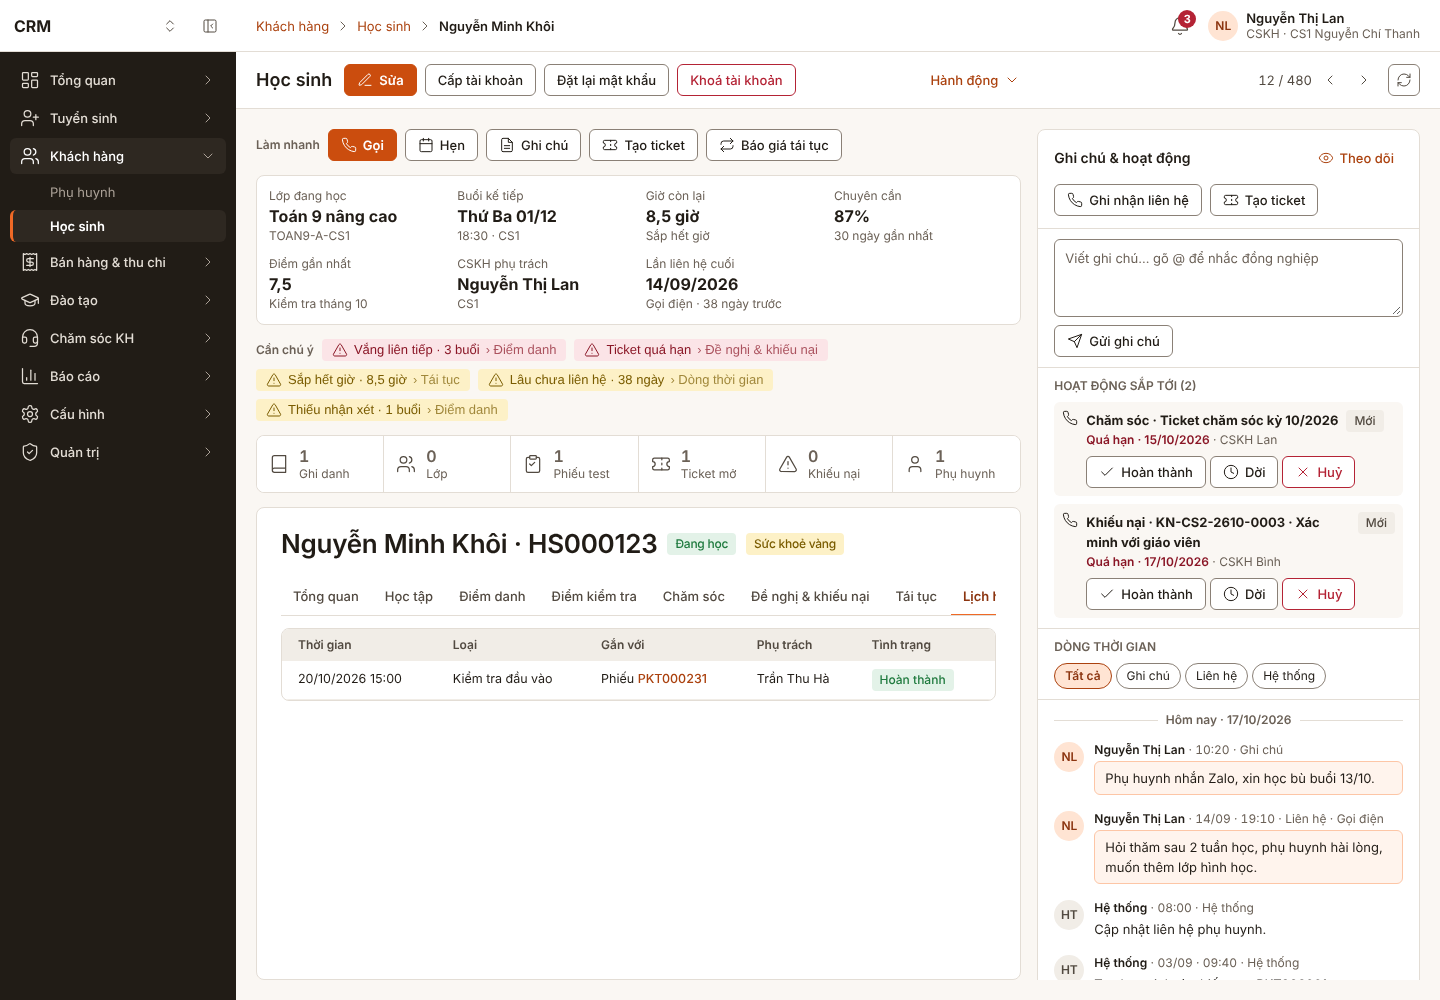 CRM
Khách hàng
Học sinh
Nguyễn Minh Khôi
3
NL
Nguyễn Thị Lan
CSKH · CS1 Nguyễn Chí Thanh
Tổng quan
Tuyển sinh
Khách hàng
Phụ huynh
Học sinh
Bán hàng & thu chi
Đào tạo
Chăm sóc KH
Báo cáo
Cấu hình
Quản trị
Học sinh
Sửa
Cấp tài khoản
Đặt lại mật khẩu
Khoá tài khoản
Hành động
12 / 480
Làm nhanh
Gọi
Hẹn
Ghi chú
Tạo ticket
Báo giá tái tục
Lớp đang học
Toán 9 nâng cao
TOAN9-A-CS1
Buổi kế tiếp
Thứ Ba 01/12
18:30 · CS1
Giờ còn lại
8,5 giờ
Sắp hết giờ
Chuyên cần
87%
30 ngày gần nhất
Điểm gần nhất
7,5
Kiểm tra tháng 10
CSKH phụ trách
Nguyễn Thị Lan
CS1
Lần liên hệ cuối
14/09/2026
Gọi điện · 38 ngày trước
Cần chú ý
Vắng liên tiếp · 3 buổi › Điểm danh
Ticket quá hạn › Đề nghị & khiếu nại
Sắp hết giờ · 8,5 giờ › Tái tục
Lâu chưa liên hệ · 38 ngày › Dòng thời gian
Thiếu nhận xét · 1 buổi › Điểm danh
1
Ghi danh
0
Lớp
1
Phiếu test
1
Ticket mở
0
Khiếu nại
1
Phụ huynh
Nguyễn Minh Khôi · HS000123
Đang học
Sức khoẻ vàng
Tổng quan
Học tập
Điểm danh
Điểm kiểm tra
Chăm sóc
Đề nghị & khiếu nại
Tái tục
Lịch
Thời gian
Loại
Gắn với
Phụ trách
Tình trạng
20/10/2026 15:00
Kiểm tra đầu vào
Phiếu PKT000231
Trần Thu Hà
Hoàn thành
Ghi chú & hoạt động
Theo dõi
Ghi nhận liên hệ
Tạo ticket
Viết ghi chú... gõ @ để nhắc đồng nghiệp
Gửi ghi chú
HOẠT ĐỘNG SẮP TỚI (2)
Chăm sóc · Ticket chăm sóc kỳ 10/2026
Mới
Quá hạn · 15/10/2026 · CSKH Lan
Hoàn thành
Dời
Huỷ
Khiếu nại · KN-CS2-2610-0003 · Xác
minh với giáo viên
Mới
Quá hạn · 17/10/2026 · CSKH Bình
Hoàn thành
Dời
Huỷ
DÒNG THỜI GIAN
Tất cả
Ghi chú
Liên hệ
Hệ thống
Hôm nay · 17/10/2026
NL
Nguyễn Thị Lan · 10:20 · Ghi chú
Phụ huynh nhắn Zalo, xin học bù buổi 13/10.
NL
Nguyễn Thị Lan · 14/09 · 19:10 · Liên hệ · Gọi điện
Hỏi thăm sau 2 tuần học, phụ huynh hài lòng,
muốn thêm lớp hình học.
HT
Hệ thống · 08:00 · Hệ thống
Cập nhật liên hệ phụ huynh.
HT
Hệ thống · 03/09 · 09:40 · Hệ thống